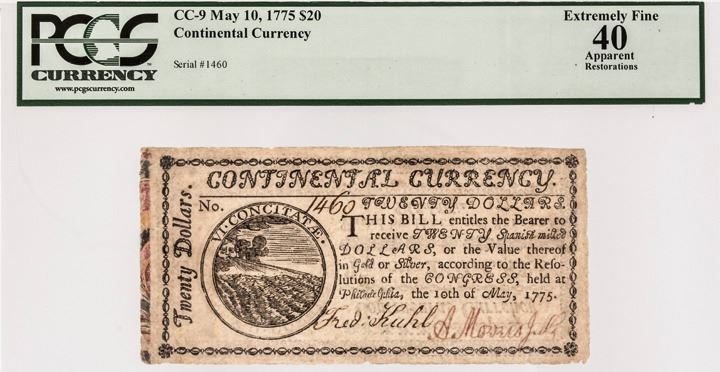 PCGS
CURRENCY
www.pcgscurrency.com
CC-9 May 10, 1775 $20
Continental Currency
Serial #1460
Extremely Fine
40
Apparent
Restorations
CONTINENTAL CURRENCY.
Twenty Dollars.
No. 1460 TWENTY DOLLARS
VI CONCITATÆ.
THIS BILL entitles the Bearer to
receive TWENTY Spanish milled
DOLLARS, or the Value thereof
in Gold or Silver, according to the Reso-
lutions of the CONGRESS, held at
Philadelphia, the 10th of May, 1775.
Fred. Kuhl S. Morris